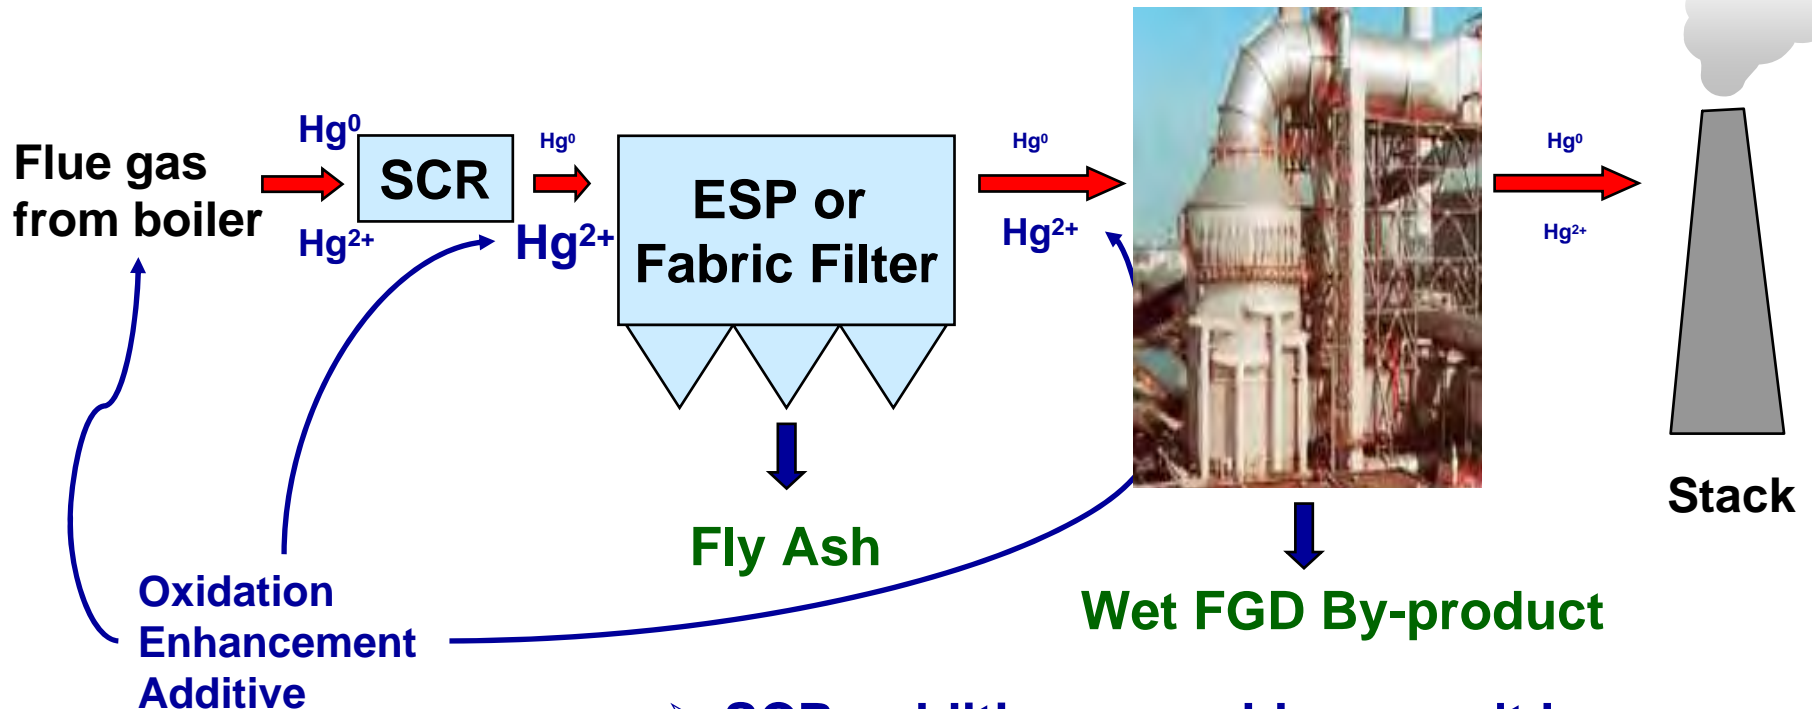 Flue gas
from boiler
Hg⁰
Hg²⁺
SCR
Hg⁰
Hg²⁺
ESP or
Fabric Filter
Hg⁰
Hg²⁺
Hg⁰
Hg²⁺
Stack
Fly Ash
Wet FGD By-product
Oxidation
Enhancement
Additive